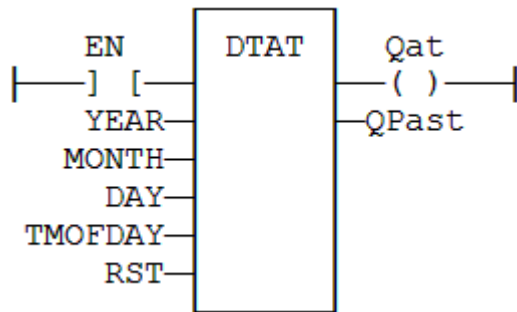 EN DTAT Qat
] [ ( )
YEAR QPast
MONTH
DAY
TMOFDAY
RST